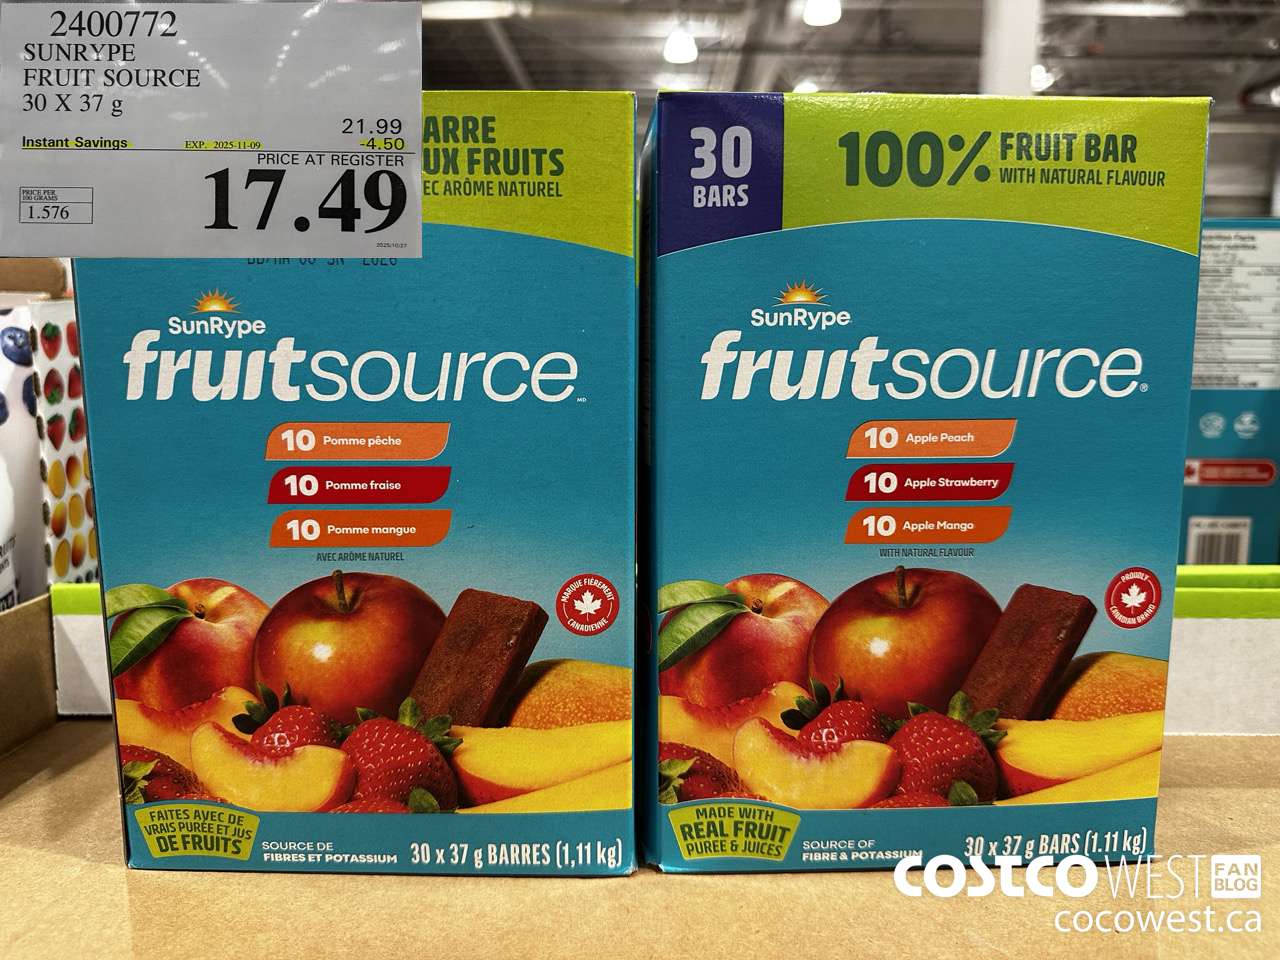 2400772
SUNRYPE
FRUIT SOURCE
30 X 37 g
21.99
Instant Savings EXP. 2025-11-09 -4.50
PRICE AT REGISTER
PRICE PER
100 GRAMS
1.576
17.49
2025/10/27
ARRE
UX FRUITS
EC ARÔME NATUREL
SunRype
fruitsource
MD
10 Pomme pêche
10 Pomme fraise
10 Pomme mangue
AVEC ARÔME NATUREL
MARQUE FIÈREMENT
CANADIENNE
FAITES AVEC DE
VRAIS PURÉE ET JUS
DE FRUITS
SOURCE DE
FIBRES ET POTASSIUM
30 x 37 g BARRES (1,11 kg)
30
BARS
100% FRUIT BAR
WITH NATURAL FLAVOUR
SunRype
fruitsource®
10 Apple Peach
10 Apple Strawberry
10 Apple Mango
WITH NATURAL FLAVOUR
PROUDLY
CANADIAN BRAND
MADE WITH
REAL FRUIT
PURÉE & JUICES
SOURCE OF
FIBRE & POTASSIUM
30 x 37 g BARS (1.11 kg)
COSTCO WEST FAN BLOG
cocowest.ca